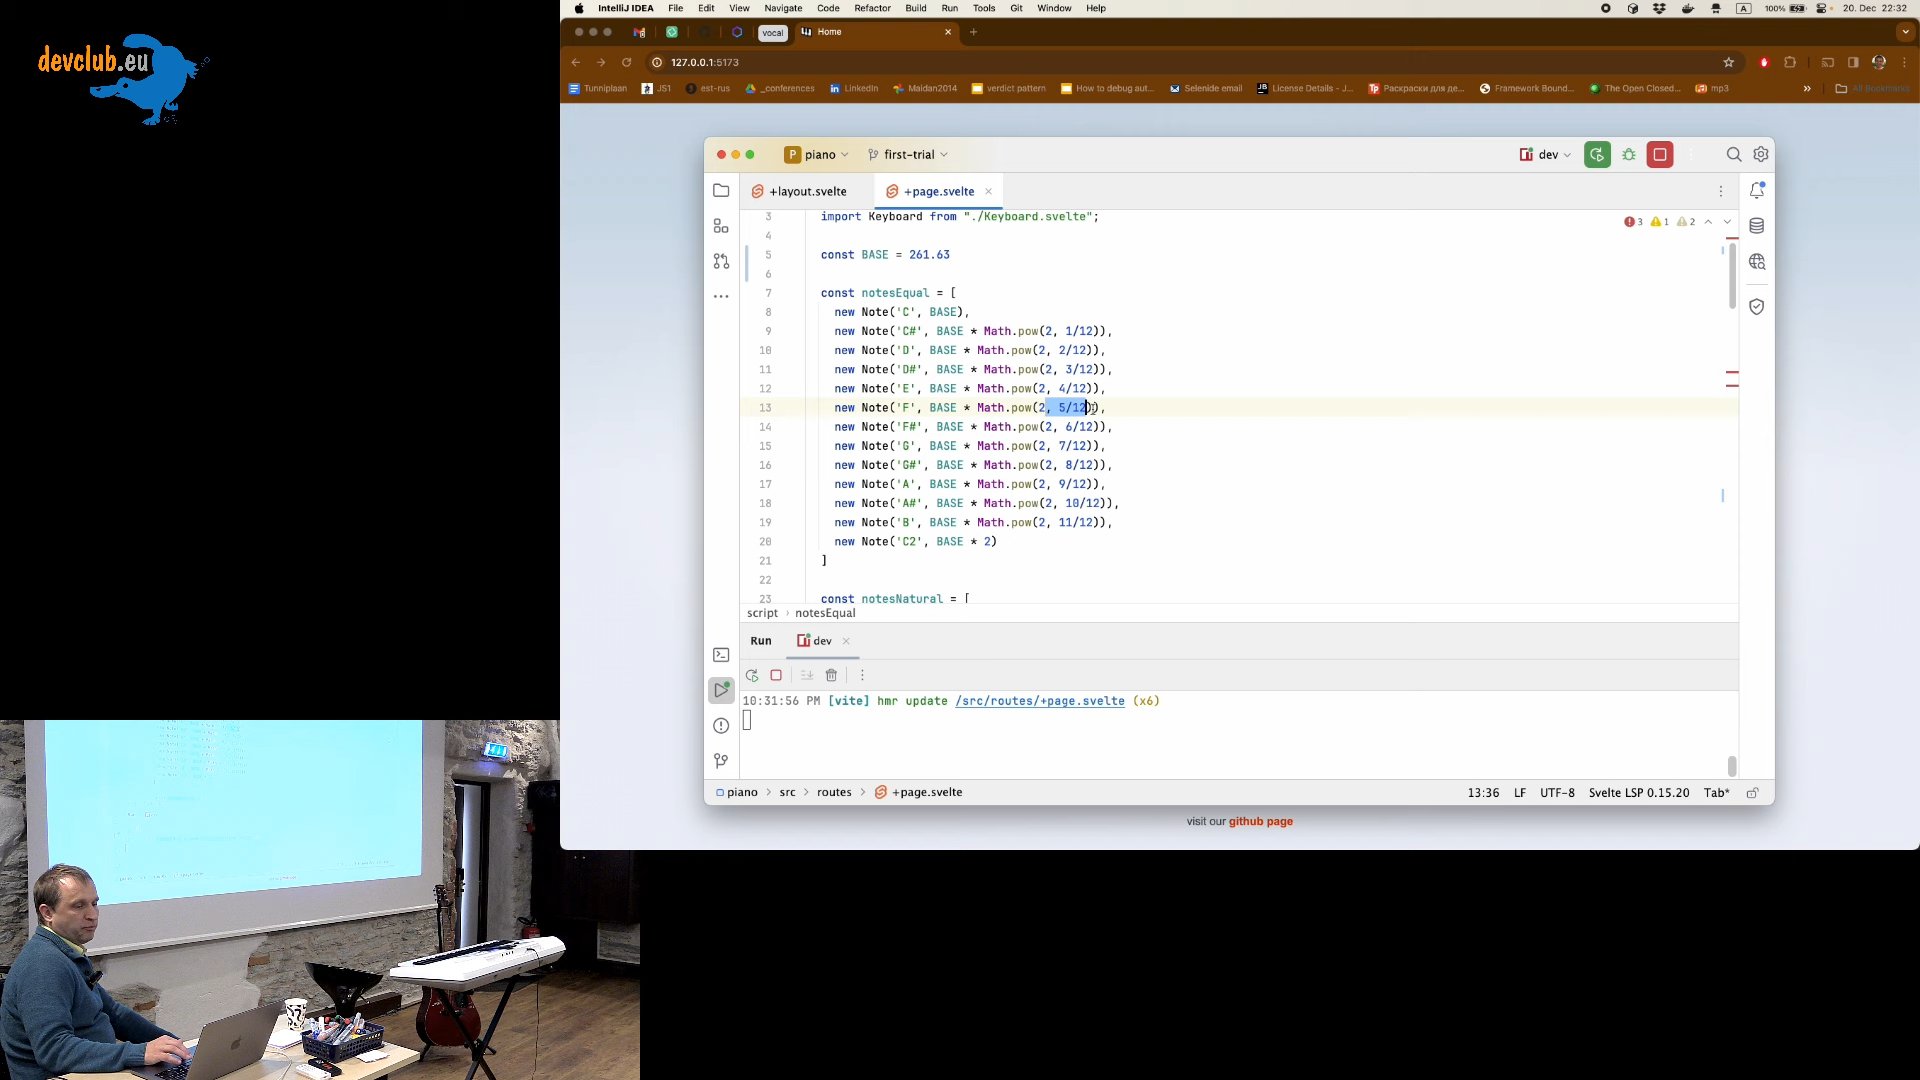 devclub.eu
IntelliJ IDEA File Edit View Navigate Code Refactor Build Run Tools Git Window Help
A 100% 20. Dec 22:32
vocal Home
127.0.0.1:5173
Tunniplaan JS1 est-rus _conferences LinkedIn Maidan2014 verdict pattern How to debug aut... Selenide email License Details - J... Раскраски для де... Framework Bound... The Open Closed... mp3 » All Bookmarks
P piano first-trial dev
+layout.svelte +page.svelte
3 import Keyboard from "./Keyboard.svelte";
3 1 2
4
5 const BASE = 261.63
6
7 const notesEqual = [
8 new Note('C', BASE),
9 new Note('C#', BASE * Math.pow(2, 1/12)),
10 new Note('D', BASE * Math.pow(2, 2/12)),
11 new Note('D#', BASE * Math.pow(2, 3/12)),
12 new Note('E', BASE * Math.pow(2, 4/12)),
13 new Note('F', BASE * Math.pow(2, 5/12)),
14 new Note('F#', BASE * Math.pow(2, 6/12)),
15 new Note('G', BASE * Math.pow(2, 7/12)),
16 new Note('G#', BASE * Math.pow(2, 8/12)),
17 new Note('A', BASE * Math.pow(2, 9/12)),
18 new Note('A#', BASE * Math.pow(2, 10/12)),
19 new Note('B', BASE * Math.pow(2, 11/12)),
20 new Note('C2', BASE * 2)
21 ]
22
23 const notesNatural = [
script › notesEqual
Run dev
10:31:56 PM [vite] hmr update /src/routes/+page.svelte (x6)
piano › src › routes › +page.svelte
13:36 LF UTF-8 Svelte LSP 0.15.20 Tab*
visit our github page